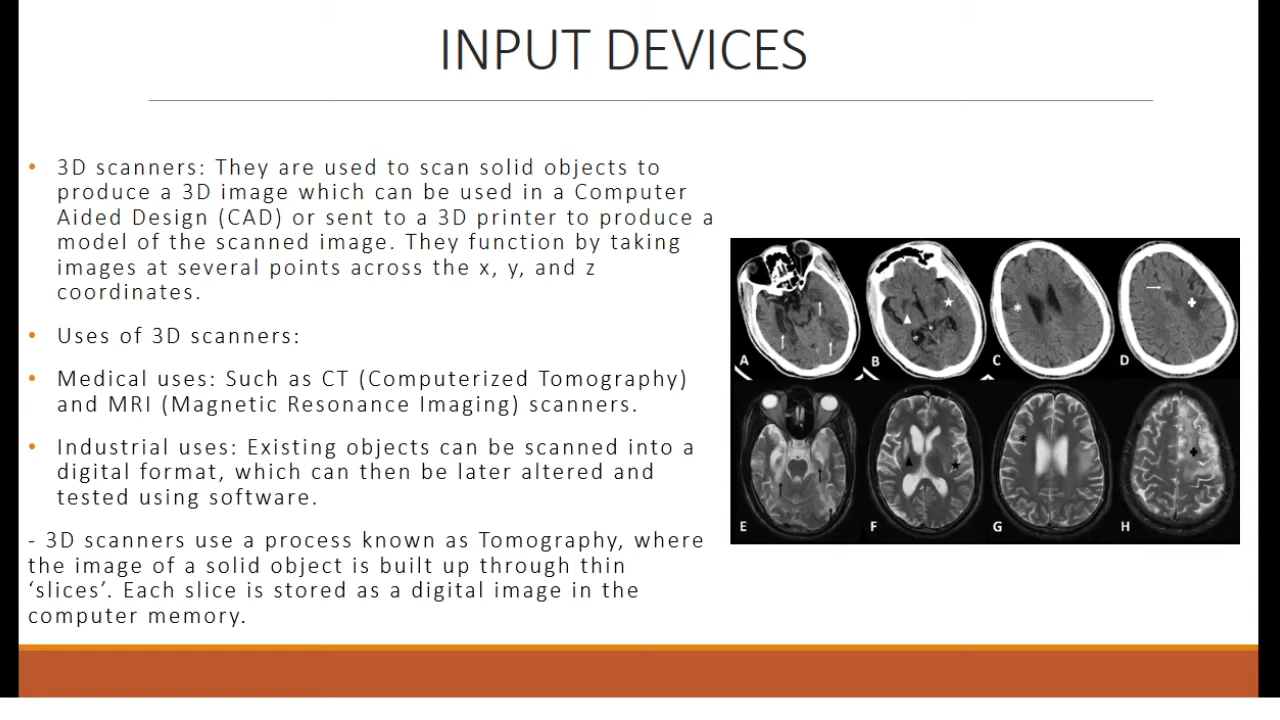 INPUT DEVICES
• 3D scanners: They are used to scan solid objects to
produce a 3D image which can be used in a Computer
Aided Design (CAD) or sent to a 3D printer to produce a
model of the scanned image. They function by taking
images at several points across the x, y, and z
coordinates.
• Uses of 3D scanners:
• Medical uses: Such as CT (Computerized Tomography)
and MRI (Magnetic Resonance Imaging) scanners.
• Industrial uses: Existing objects can be scanned into a
digital format, which can then be later altered and
tested using software.
- 3D scanners use a process known as Tomography, where
the image of a solid object is built up through thin
‘slices’. Each slice is stored as a digital image in the
computer memory.
A B C D
E F G H